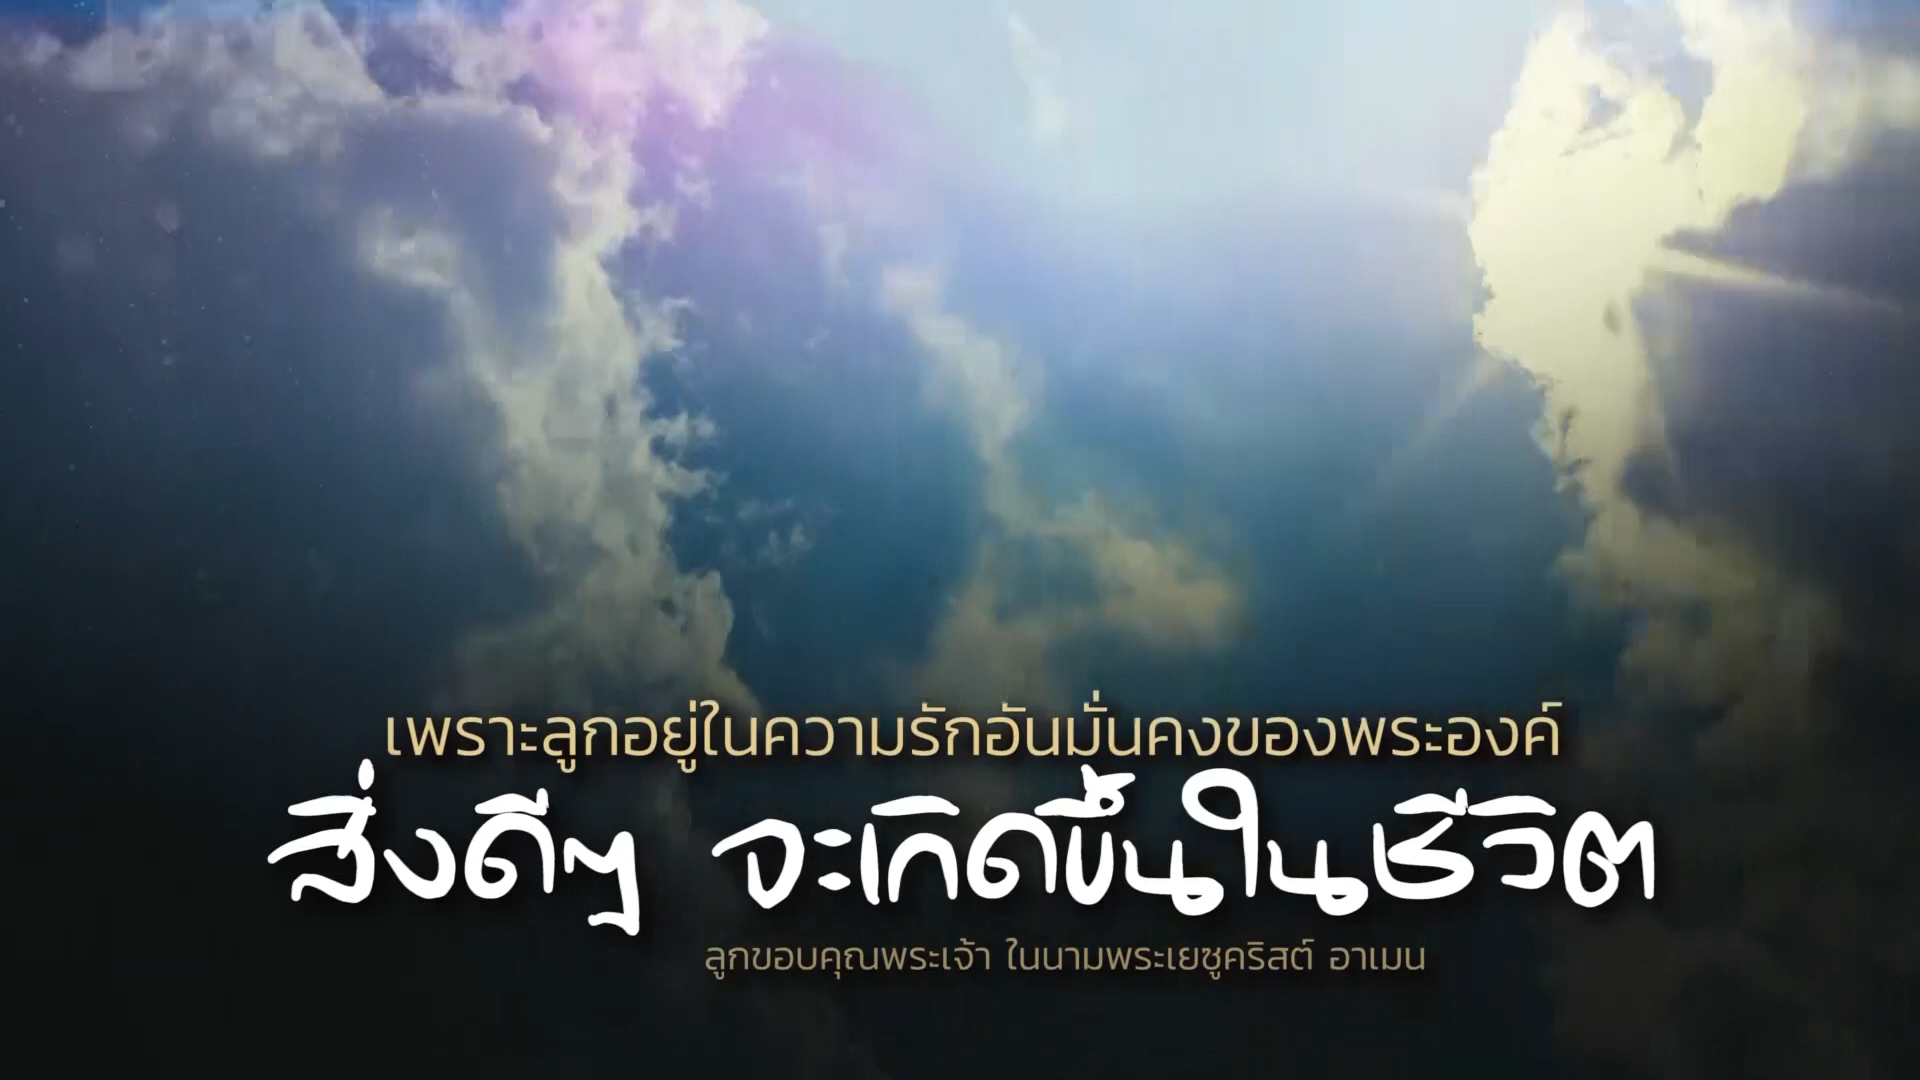 เพราะลูกอยู่ในความรักอันมั่นคงของพระองค์
สิ่งดีๆ จะเกิดขึ้นในชีวิต
ลูกขอบคุณพระเจ้า ในนามพระเยซูคริสต์ อาเมน